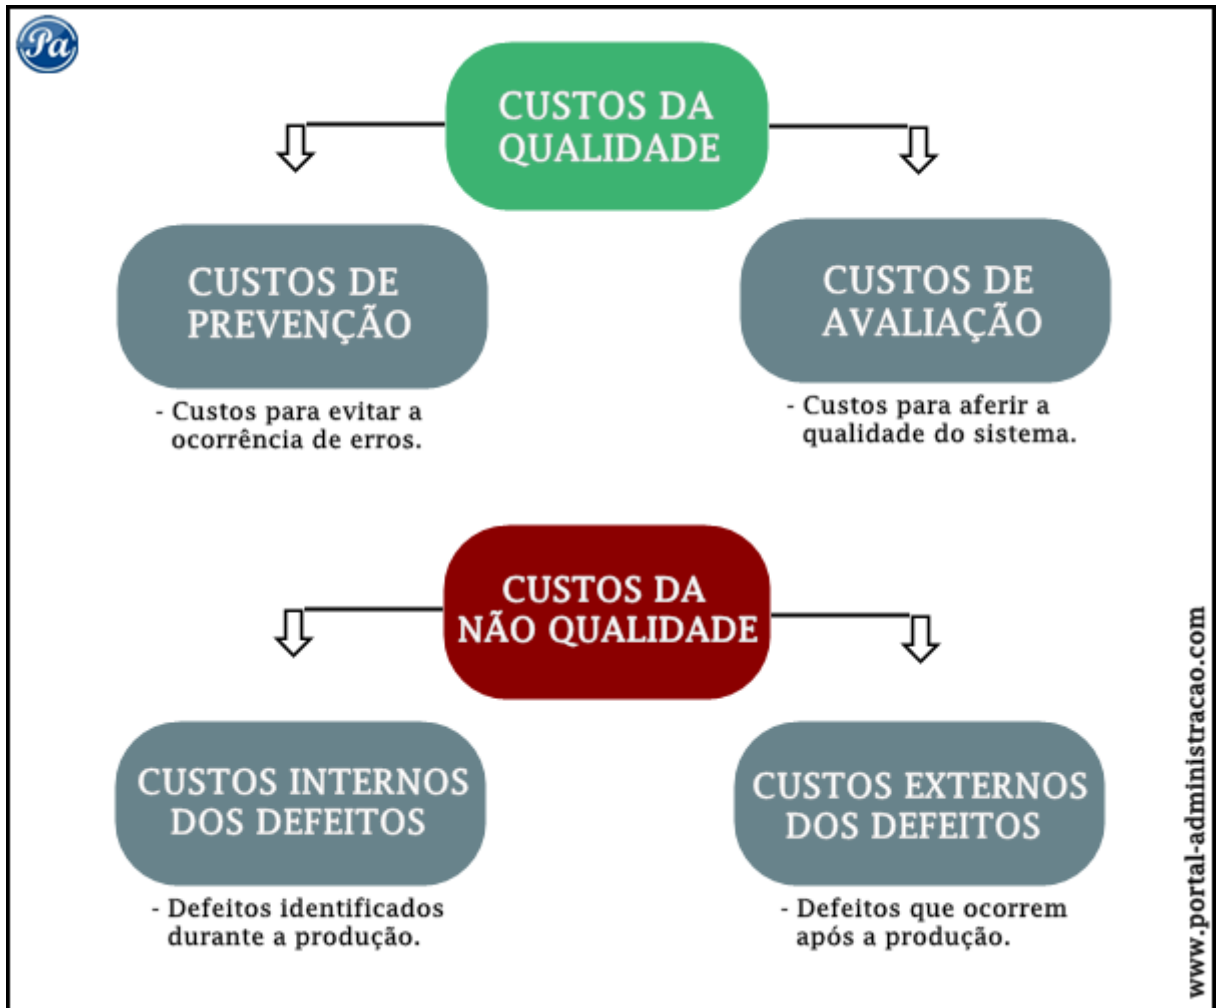 Pa
CUSTOS DA
QUALIDADE
CUSTOS DE
PREVENÇÃO
- Custos para evitar a
ocorrência de erros.
CUSTOS DE
AVALIAÇÃO
- Custos para aferir a
qualidade do sistema.
CUSTOS DA
NÃO QUALIDADE
CUSTOS INTERNOS
DOS DEFEITOS
- Defeitos identificados
durante a produção.
CUSTOS EXTERNOS
DOS DEFEITOS
- Defeitos que ocorrem
após a produção.
www.portal-administracao.com